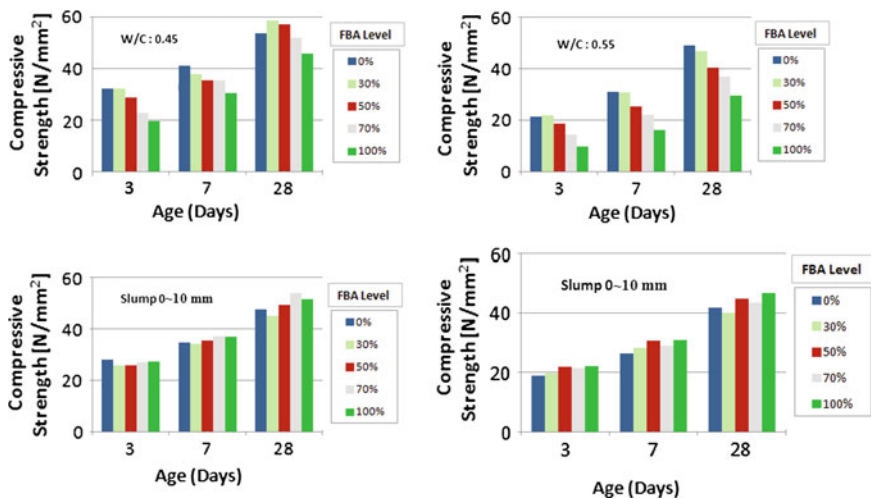 Compressive
Strength [N/mm²]
60
40
20
0
W/C : 0.45
3
7
28
Age (Days)
FBA Level
0%
30%
50%
70%
100%
Compressive
Strength [N/mm²]
60
40
20
0
W/C : 0.55
3
7
28
Age (Days)
FBA Level
0%
30%
50%
70%
100%
Compressive
Strength [N/mm²]
60
40
20
0
Slump 0~10 mm
3
7
28
Age (Days)
FBA Level
0%
30%
50%
70%
100%
Compressive
Strength [N/mm²]
60
40
20
0
Slump 0~10 mm
3
7
28
Age (Days)
FBA Level
0%
30%
50%
70%
100%